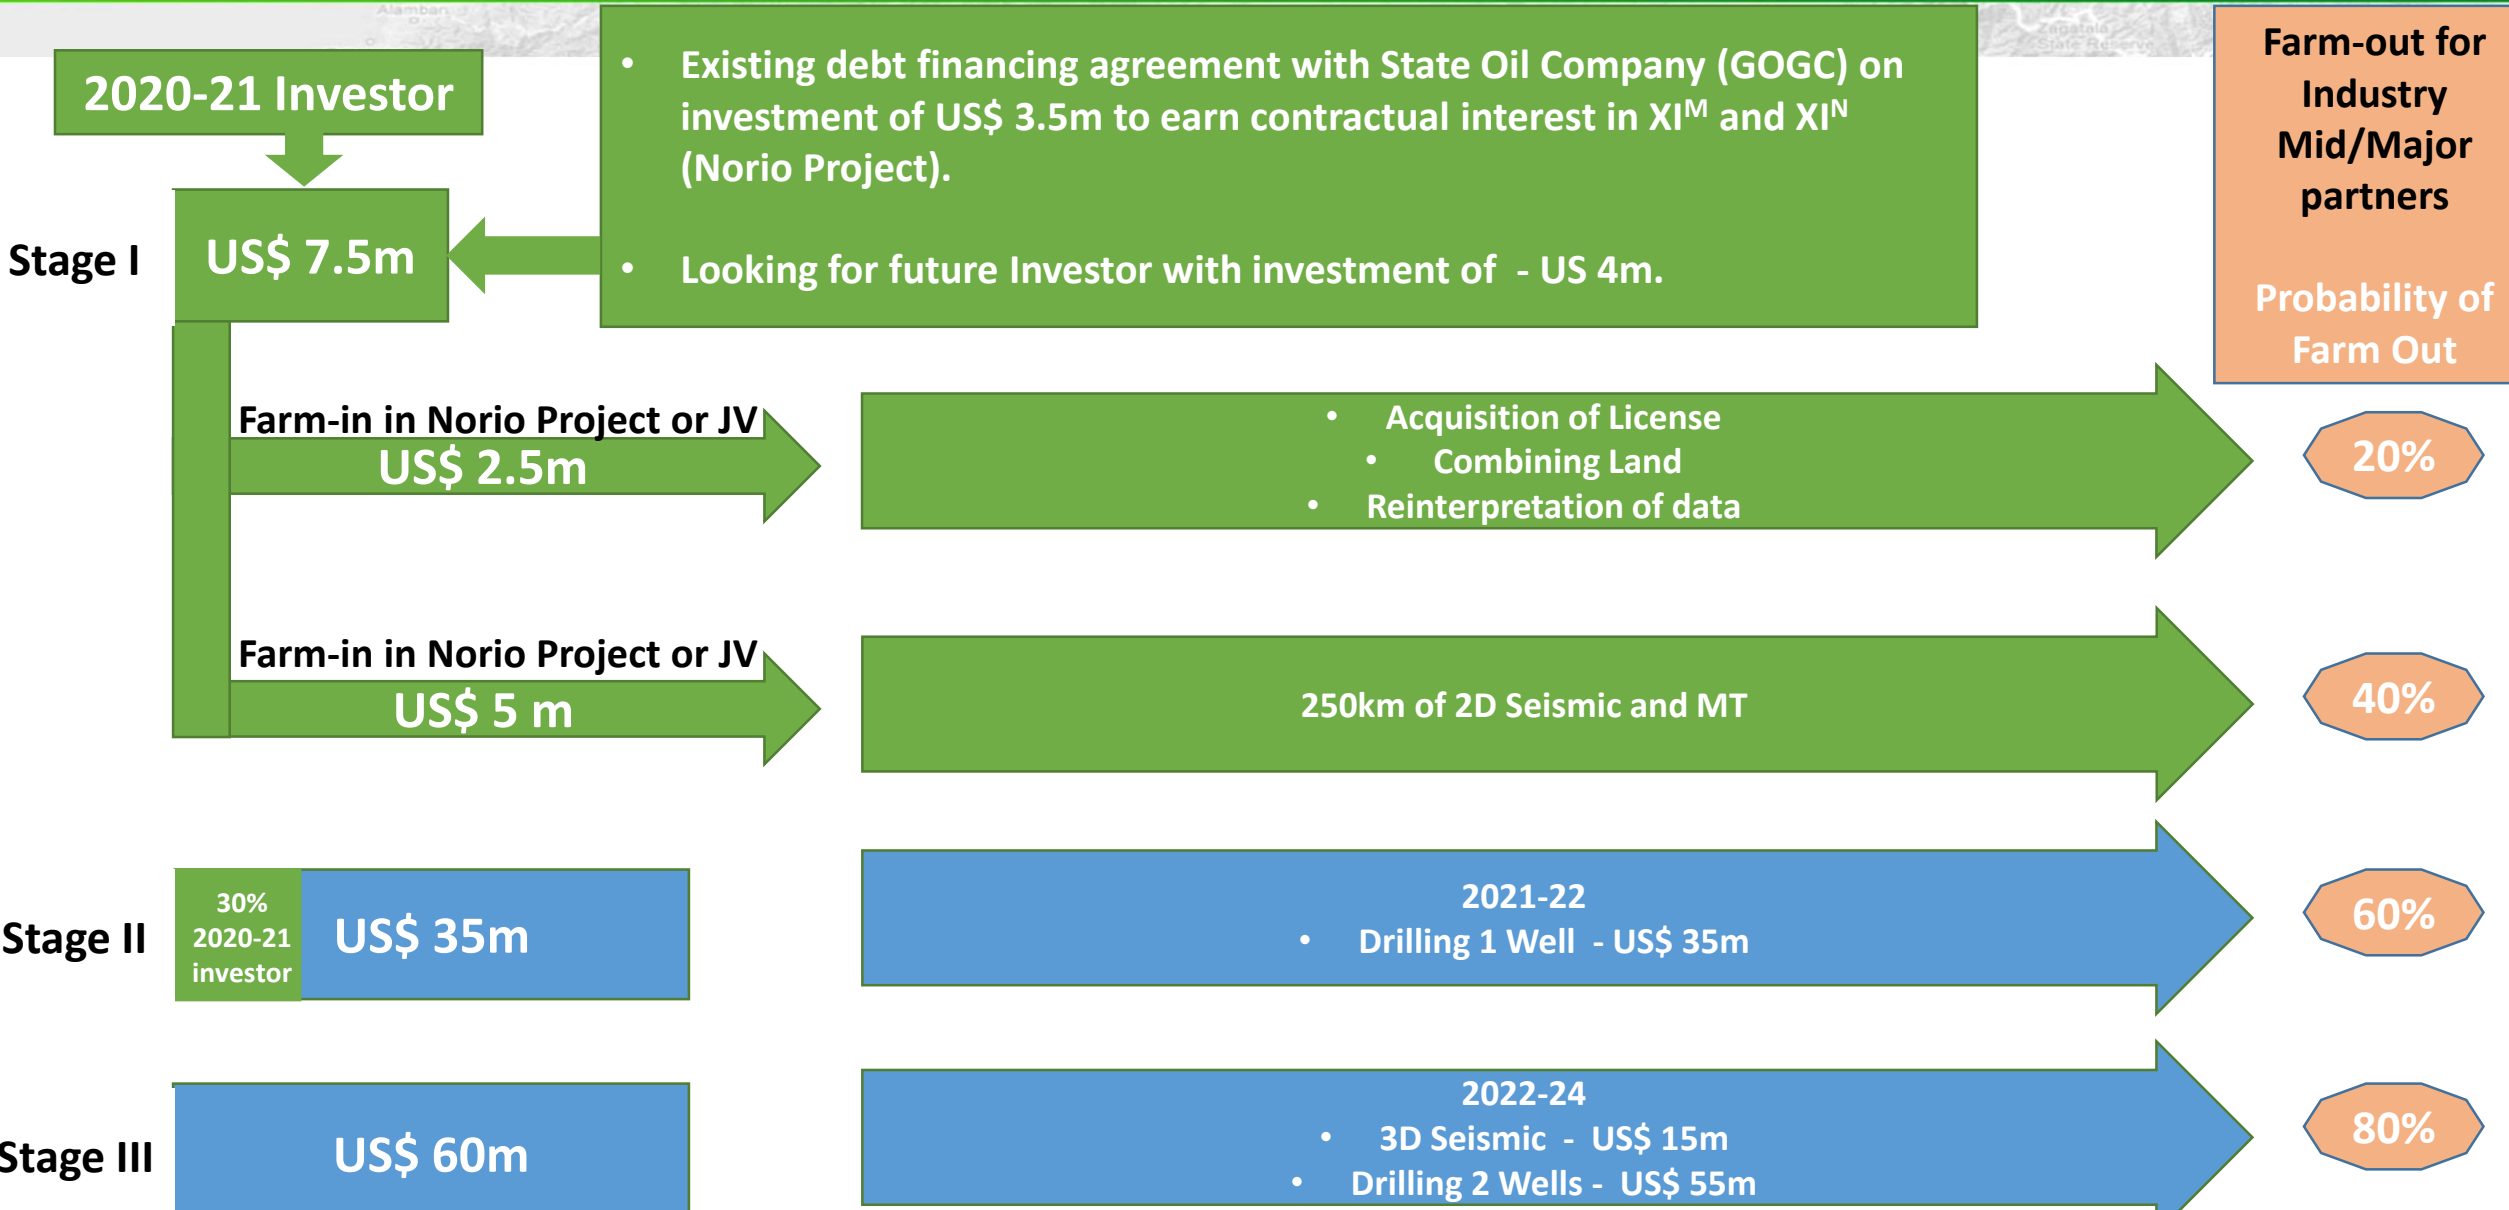 Alamban
Zagatala
State Reserve
2020-21 Investor
• Existing debt financing agreement with State Oil Company (GOGC) on
investment of US$ 3.5m to earn contractual interest in XIᴹ and XIᴺ
(Norio Project).
• Looking for future Investor with investment of - US 4m.
Farm-out for
Industry
Mid/Major
partners
Probability of
Farm Out
Stage I
US$ 7.5m
Farm-in in Norio Project or JV
US$ 2.5m
• Acquisition of License
• Combining Land
• Reinterpretation of data
20%
Farm-in in Norio Project or JV
US$ 5 m
250km of 2D Seismic and MT
40%
Stage II
30%
2020-21
investor
US$ 35m
2021-22
• Drilling 1 Well - US$ 35m
60%
Stage III
US$ 60m
2022-24
• 3D Seismic - US$ 15m
• Drilling 2 Wells - US$ 55m
80%